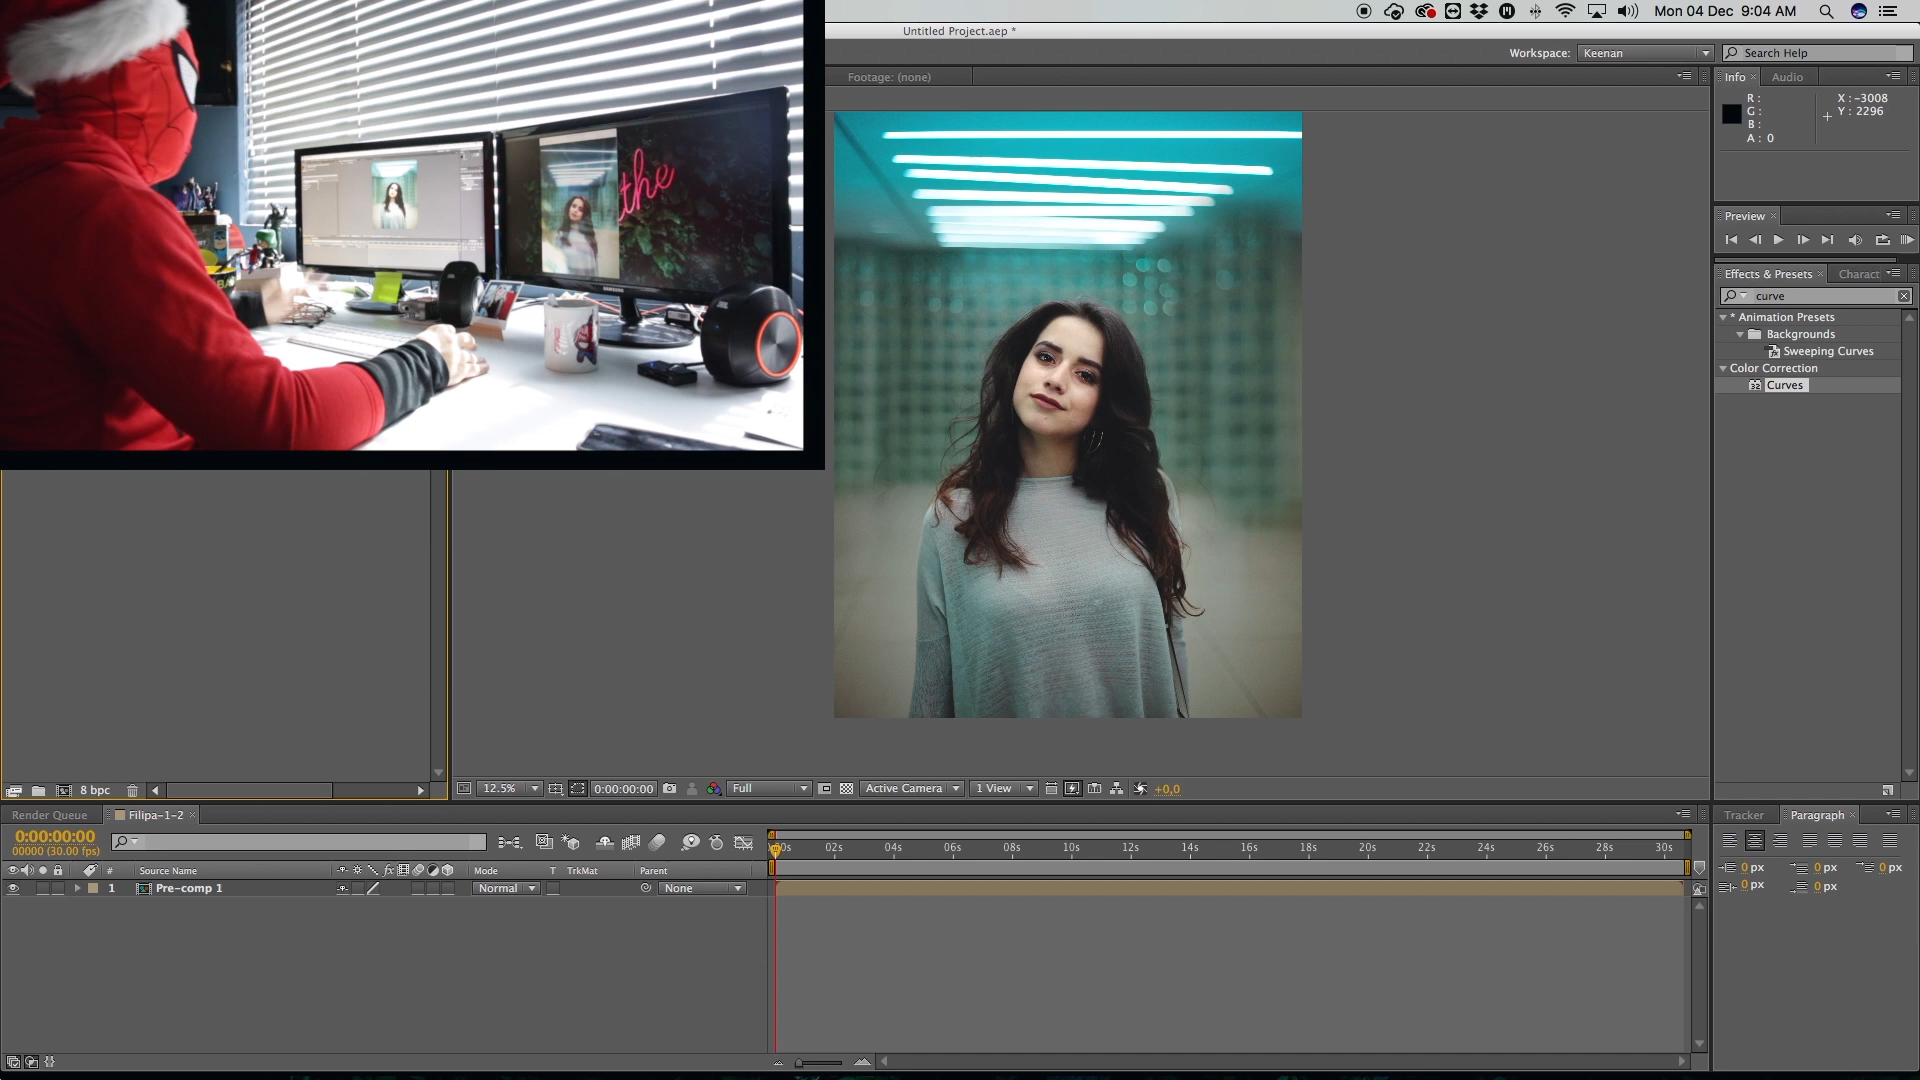 Mon 04 Dec 9:04 AM
Untitled Project.aep *
Workspace: Keenan
Search Help
Footage: (none)
Info
Audio
R :
G :
B :
A : 0
X : -3008
Y : 2296
the
SAMSUNG
Preview
Effects & Presets
Charact
curve
* Animation Presets
Backgrounds
Sweeping Curves
Color Correction
32 Curves
8 bpc
12.5%
0:00:00:00
Full
Active Camera
1 View
+0,0
Render Queue
Filipa-1-2
Tracker
Paragraph
0:00:00:00
00000 (30.00 fps)
00s 02s 04s 06s 08s 10s 12s 14s 16s 18s 20s 22s 24s 26s 28s 30s
# Source Name fx Mode T TrkMat Parent
1 Pre-comp 1 Normal None
0 px 0 px 0 px
0 px 0 px